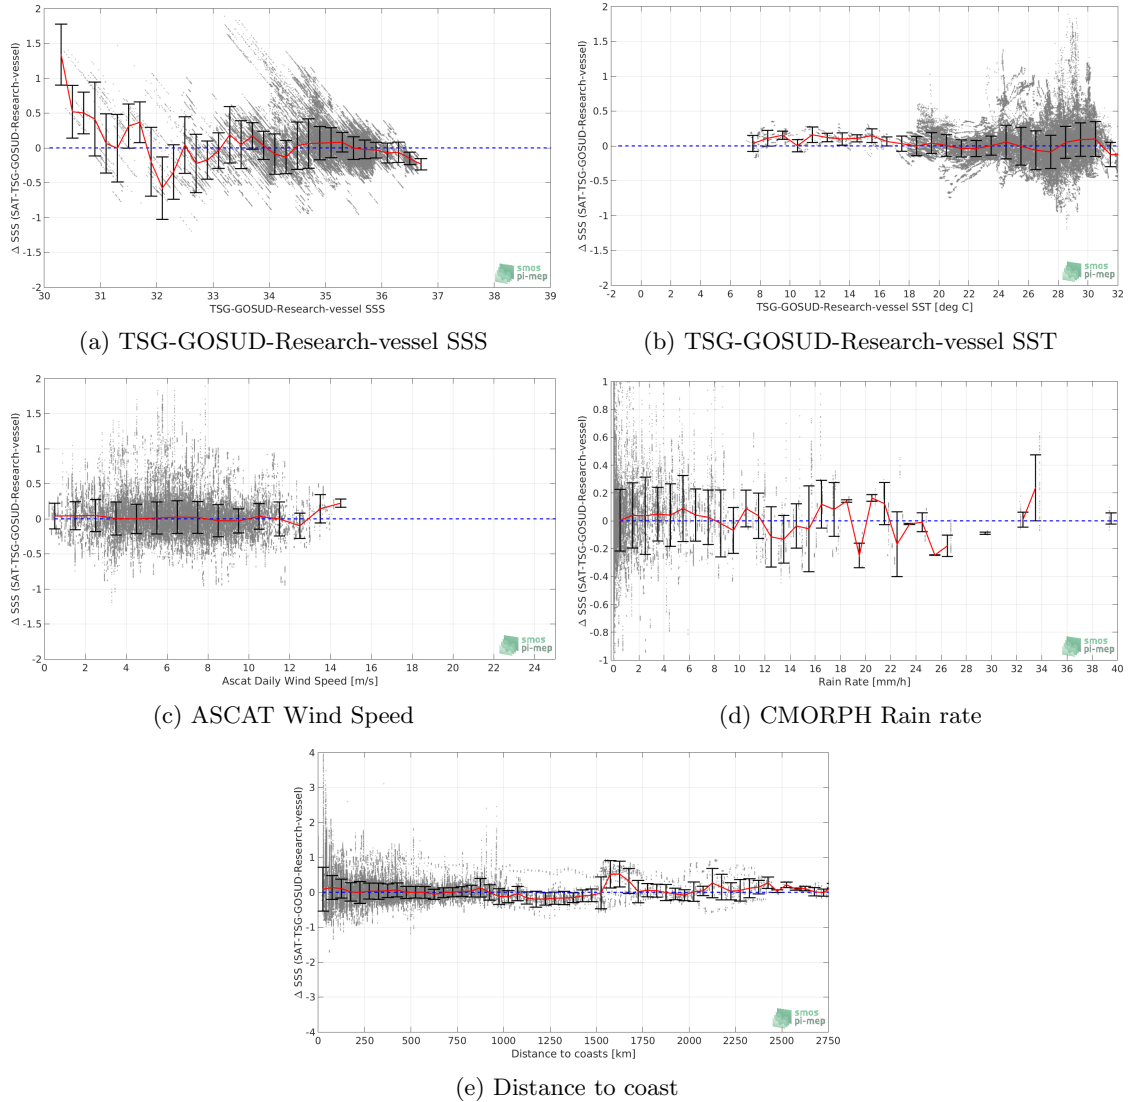 Δ SSS (SAT-TSG-GOSUD-Research-vessel)
2
1.5
1
0.5
0
-0.5
-1
-1.5
-2
30 31 32 33 34 35 36 37 38 39
TSG-GOSUD-Research-vessel SSS
smos
pi-mep
(a) TSG-GOSUD-Research-vessel SSS
Δ SSS (SAT-TSG-GOSUD-Research-vessel)
2
1.5
1
0.5
0
-0.5
-1
-1.5
-2
-2 0 2 4 6 8 10 12 14 16 18 20 22 24 26 28 30 32
TSG-GOSUD-Research-vessel SST [deg C]
smos
pi-mep
(b) TSG-GOSUD-Research-vessel SST
Δ SSS (SAT-TSG-GOSUD-Research-vessel)
2
1.5
1
0.5
0
-0.5
-1
-1.5
-2
0 2 4 6 8 10 12 14 16 18 20 22 24
Ascat Daily Wind Speed [m/s]
smos
pi-mep
(c) ASCAT Wind Speed
Δ SSS (SAT-TSG-GOSUD-Research-vessel)
1
0.8
0.6
0.4
0.2
0
-0.2
-0.4
-0.6
-0.8
-1
0 2 4 6 8 10 12 14 16 18 20 22 24 26 28 30 32 34 36 38 40
Rain Rate [mm/h]
smos
pi-mep
(d) CMORPH Rain rate
Δ SSS (SAT-TSG-GOSUD-Research-vessel)
4
3
2
1
0
-1
-2
-3
-4
0 250 500 750 1000 1250 1500 1750 2000 2250 2500 2750
Distance to coasts [km]
smos
pi-mep
(e) Distance to coast